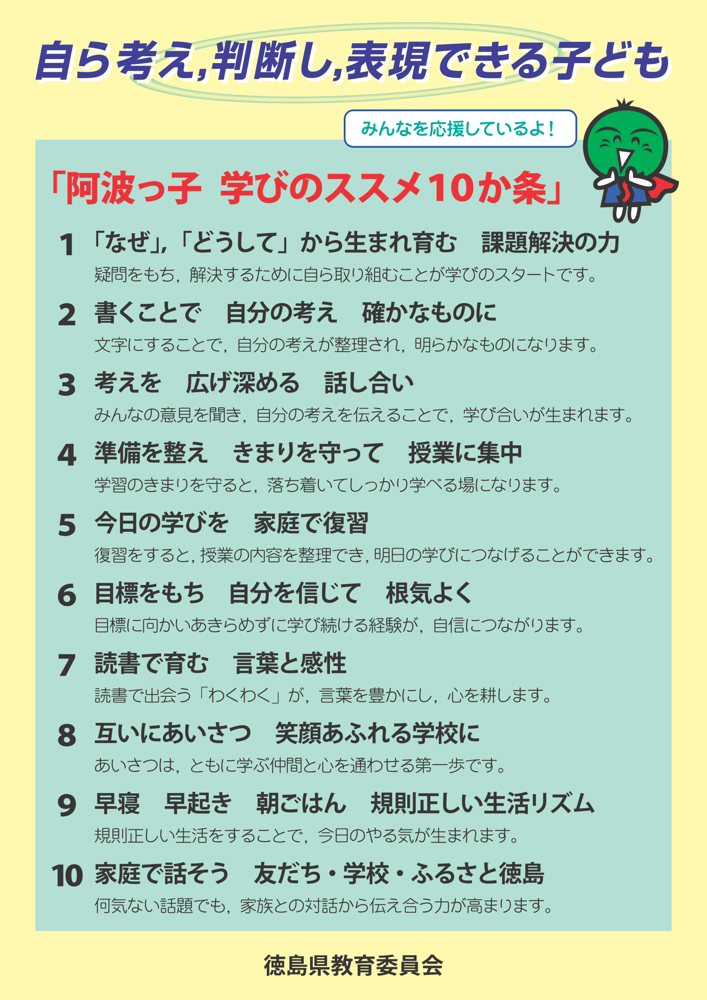 自ら考え,判断し,表現できる子ども
みんなを応援しているよ！
「阿波っ子 学びのススメ10か条」
1 「なぜ」,「どうして」から生まれ育む　課題解決の力
疑問をもち，解決するために自ら取り組むことが学びのスタートです。
2 書くことで　自分の考え　確かなものに
文字にすることで，自分の考えが整理され，明らかなものになります。
3 考えを　広げ深める　話し合い
みんなの意見を聞き，自分の考えを伝えることで，学び合いが生まれます。
4 準備を整え　きまりを守って　授業に集中
学習のきまりを守ると，落ち着いてしっかり学べる場になります。
5 今日の学びを　家庭で復習
復習をすると，授業の内容を整理でき，明日の学びにつなげることができます。
6 目標をもち　自分を信じて　根気よく
目標に向かいあきらめずに学び続ける経験が，自信につながります。
7 読書で育む　言葉と感性
読書で出会う「わくわく」が，言葉を豊かにし，心を耕します。
8 互いにあいさつ　笑顔あふれる学校に
あいさつは，ともに学ぶ仲間と心を通わせる第一歩です。
9 早寝　早起き　朝ごはん　規則正しい生活リズム
規則正しい生活をすることで，今日のやる気が生まれます。
10 家庭で話そう　友だち・学校・ふるさと徳島
何気ない話題でも，家族との対話から伝え合う力が高まります。
徳島県教育委員会